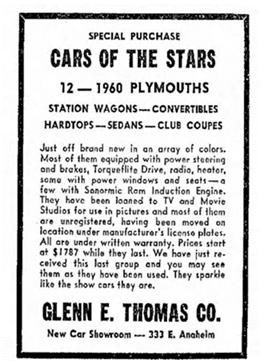 SPECIAL PURCHASE
CARS OF THE STARS
12 — 1960 PLYMOUTHS
STATION WAGONS — CONVERTIBLES
HARDTOPS — SEDANS — CLUB COUPES
Just off brand new in an array of colors.
Most of them equipped with power steering
and brakes, Torqueflite Drive, radio, heater,
some with power windows and seats — a
few with Sonormic Ram Induction Engine.
They have been loaned to TV and Movie
Studios for use in pictures and most of them
are unregistered, having been moved on
location under manufacturer's license plates.
All are under written warranty. Prices start
at $1787 while they last. We have just re-
ceived this last group and you may see
them as they have been used. They sparkle
like the show cars they are.
GLENN E. THOMAS CO.
New Car Showroom — 333 E. Anaheim